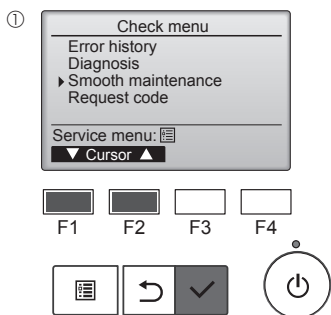 ①
Check menu
Error history
Diagnosis
Smooth maintenance
Request code
Service menu:
▼ Cursor ▲
F1 F2 F3 F4